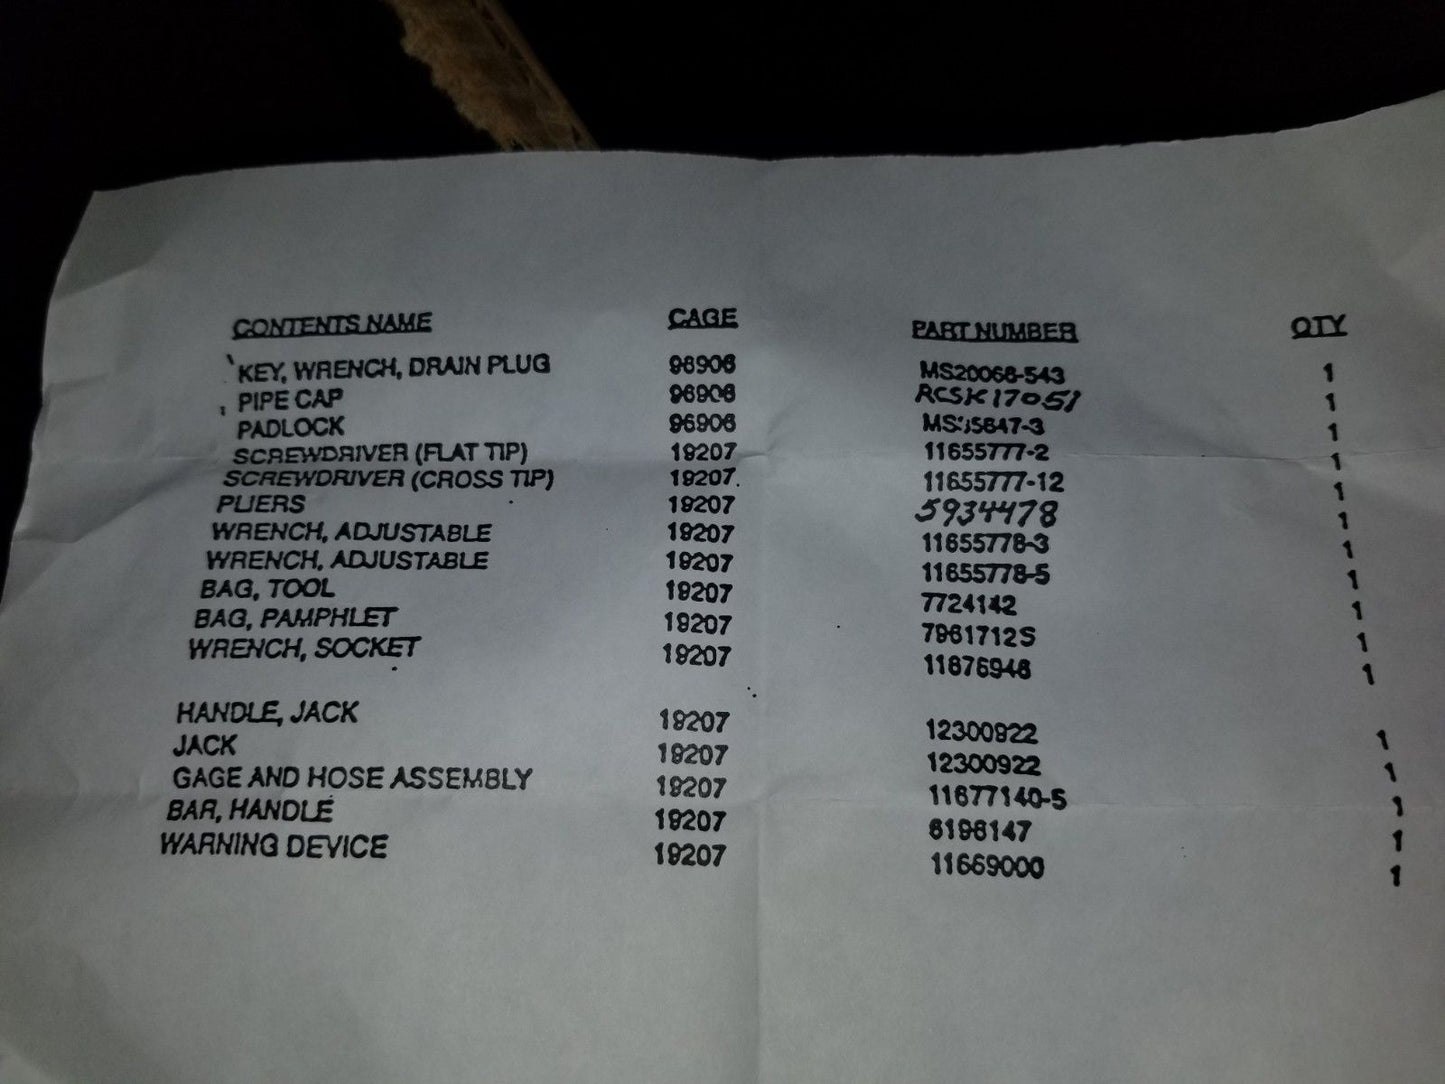 CONTENTS NAME CAGE PART NUMBER QTY
KEY, WRENCH, DRAIN PLUG 96906 MS20066-543 1
PIPE CAP 96906 RCSK17051 1
PADLOCK 96906 1
SCREWDRIVER (FLAT TIP) 19207 11655777-2 1
SCREWDRIVER (CROSS TIP) 19207 11655777-12 1
PLIERS 19207 5934478 1
WRENCH, ADJUSTABLE 19207 11655778-3 1
WRENCH, ADJUSTABLE 19207 11655778-5 1
BAG, TOOL 19207 7724142 1
BAG, PAMPHLET 19207 7961712S 1
WRENCH, SOCKET 19207 11676946 1
HANDLE, JACK 19207 12300922 1
JACK 19207 12300922 1
GAGE AND HOSE ASSEMBLY 19207 11677140-5 1
BAR, HANDLE 19207 6196147 1
WARNING DEVICE 19207 11669000 1